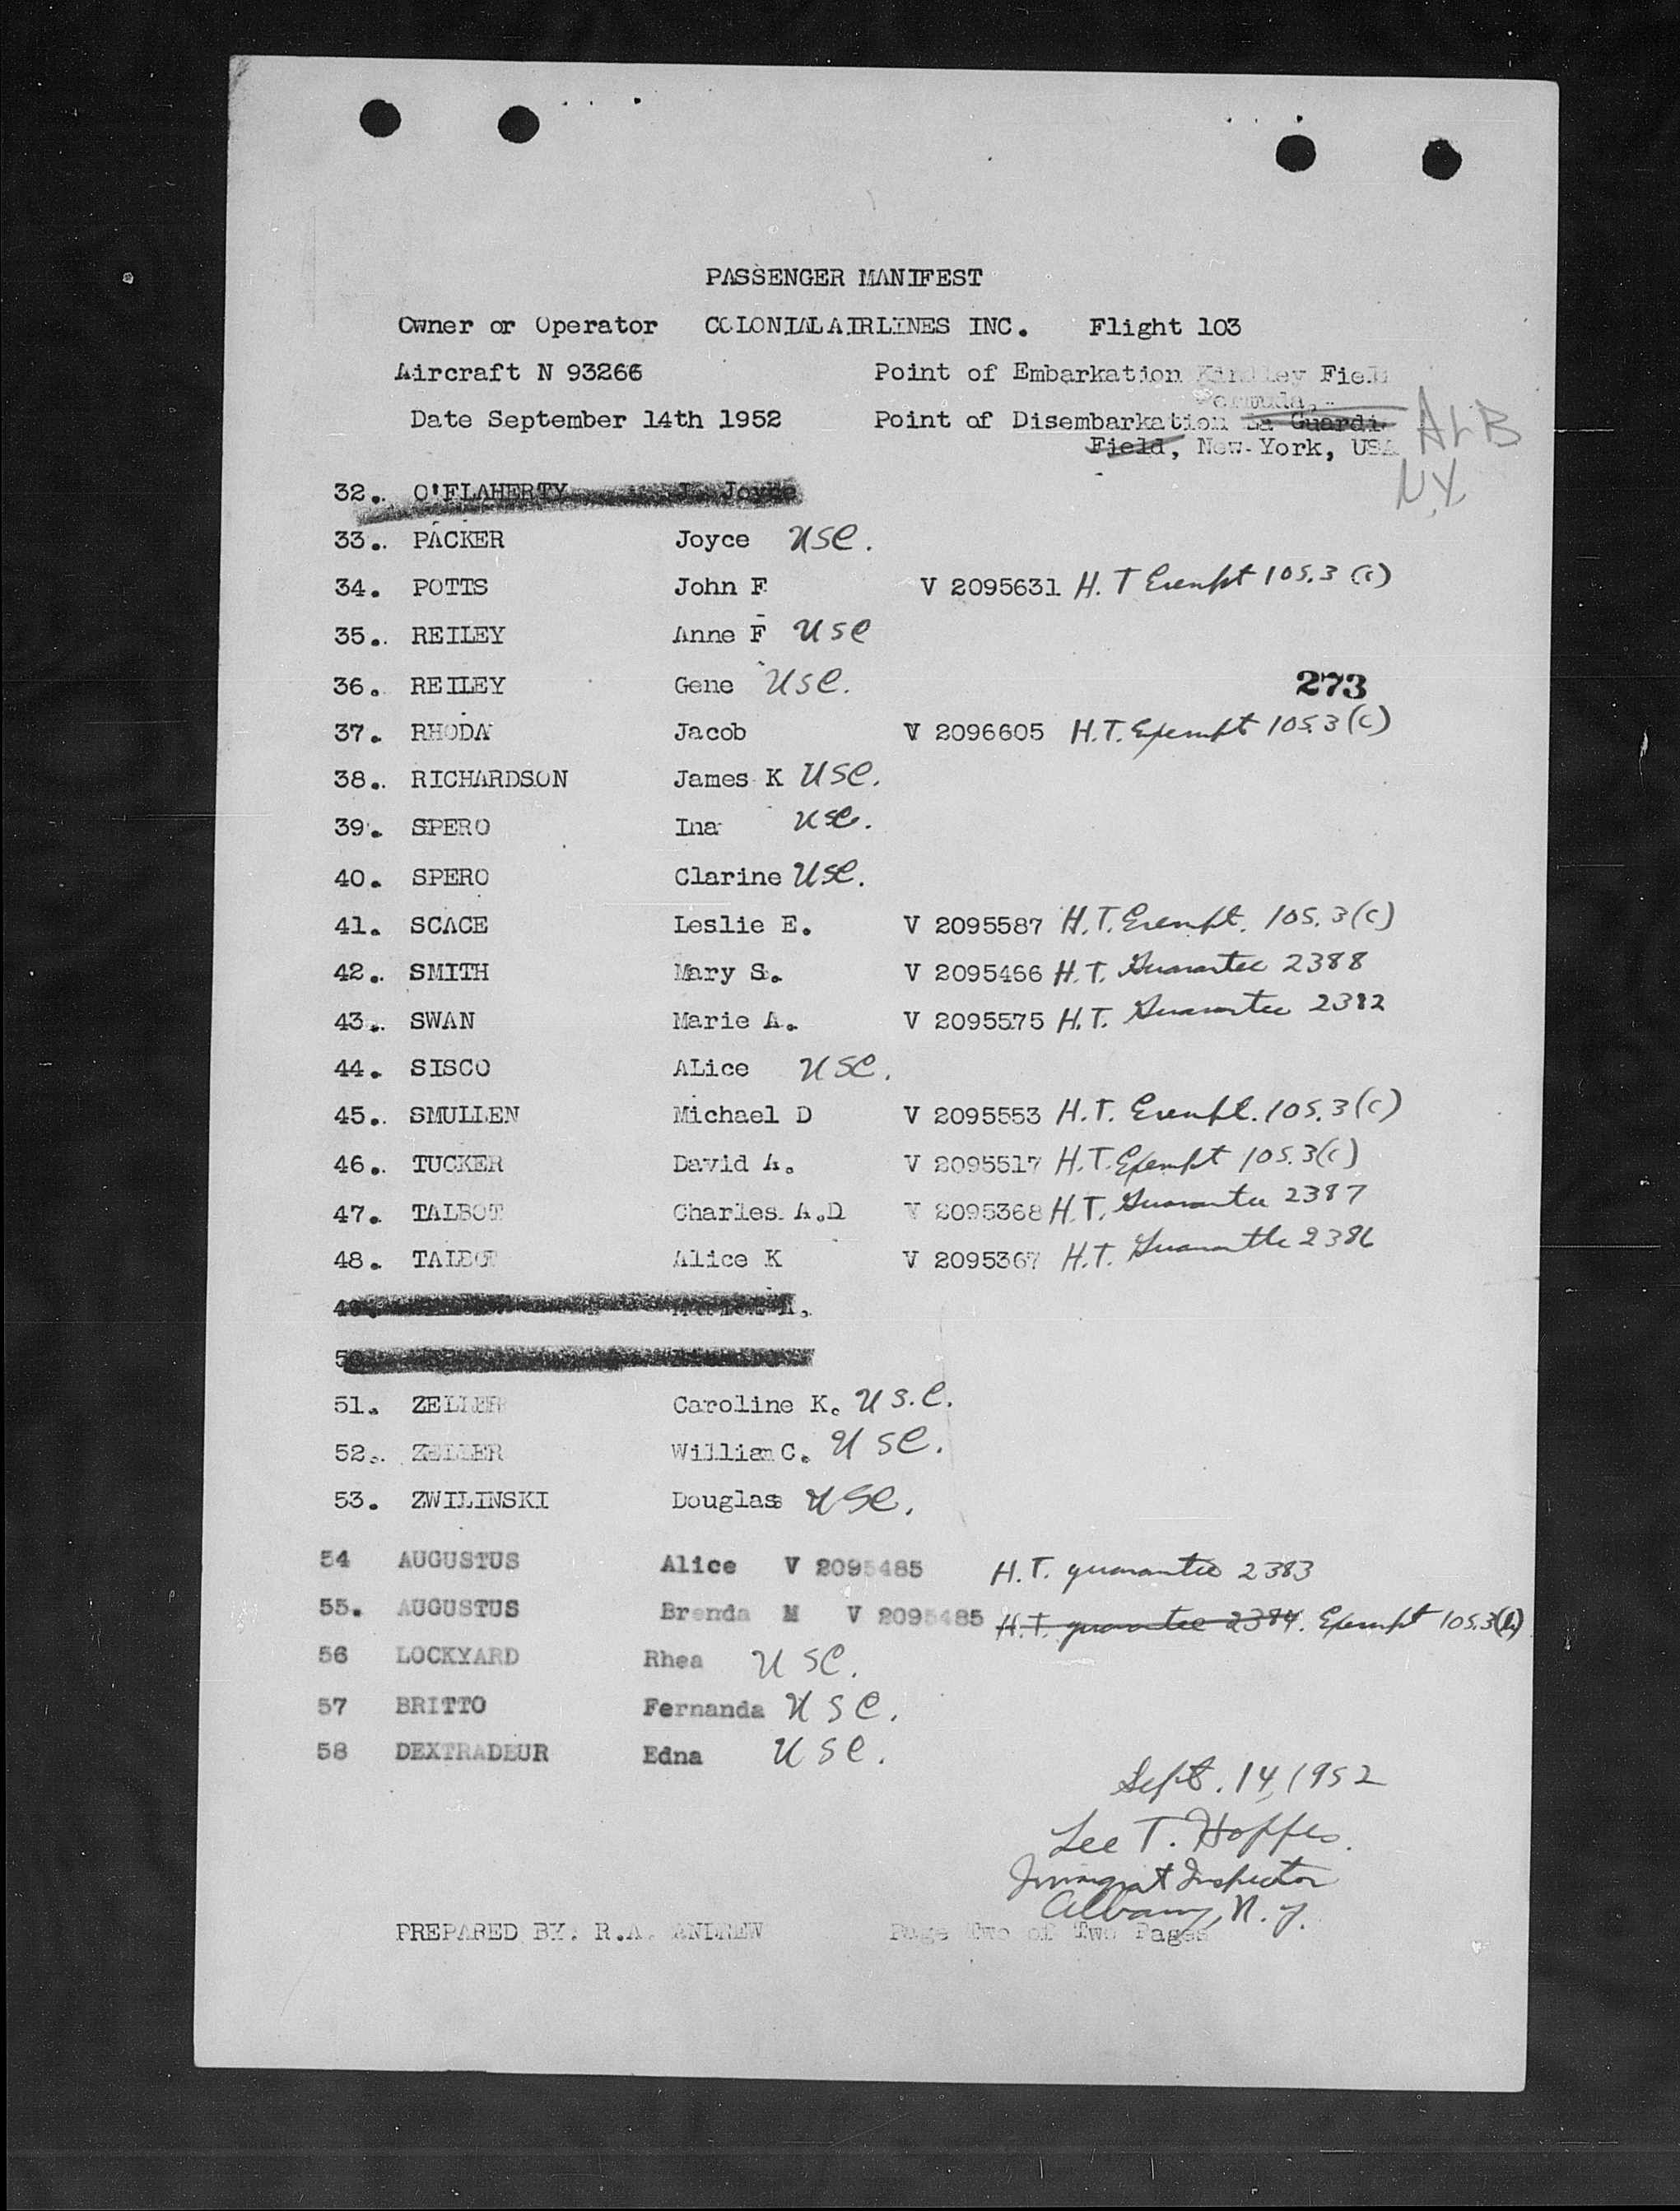 PASSENGER MANIFEST
Owner or Operator COLONIAL AIRLINES INC. Flight 103
Aircraft N 93266 Point of Embarkation Kindley Field
Bermuda,
Date September 14th 1952 Point of Disembarkation La Guardia ALB
Field, New York, USA
N.Y.
32. O'FLAHERTY J. Joyce
33. PACKER Joyce USC.
34. POTTS John F V 2095631 H. T Exempt 105.3 (c)
35. REILEY Anne F USC
36. REILEY Gene USC.
273
37. RHODA Jacob V 2096605 H.T. Exempt 105.3(c)
38. RICHARDSON James K USC.
39. SPERO Ina USC.
40. SPERO Clarine USC.
41. SCACE Leslie E. V 2095587 H.T. Exempt. 105.3(c)
42. SMITH Mary S. V 2095466 H.T. Guarantee 2388
43. SWAN Marie A. V 2095575 H.T. Guarantee 2382
44. SISCO ALice USC.
45. SMULLEN Michael D V 2095553 H.T. Exempt. 105.3(c)
46. TUCKER David A. V 2095517 H.T. Exempt 105.3(c)
47. TALBOT Charles A.D V 2095368 H.T. Guarantee 2387
48. TALBOT Alice K V 2095367 H.T. Guarantee 2386
49.
50.
51. ZELLER Caroline K. U S.C.
52. ZELLER William C. USC.
53. ZWILINSKI Douglas USC.
54 AUGUSTUS Alice V 2095485 H.T. guarantee 2383
55. AUGUSTUS Brenda M V 2095485 H.T. guarantee 2384. Exempt 105.3(b)
56 LOCKYARD Rhea USC.
57 BRITTO Fernanda USC.
58 DEXTRADEUR Edna USC.
Sept. 14, 1952
Lee T. Hoffes.
Immigrat Inspector
Albany, N.Y.
PREPARED BY: R.A. ANDREW Page Two of Two Pages